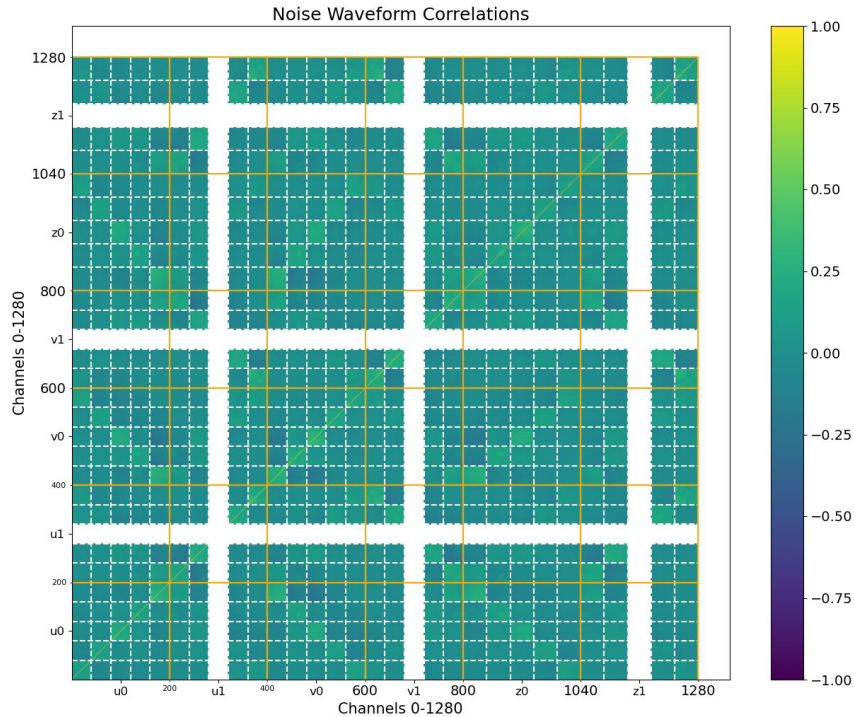 Noise Waveform Correlations
1280
z1
1040
z0
800
v1
600
v0
400
u1
200
u0
Channels 0-1280
u0 200 u1 400 v0 600 v1 800 z0 1040 z1 1280
Channels 0-1280
1.00
0.75
0.50
0.25
0.00
−0.25
−0.50
−0.75
−1.00